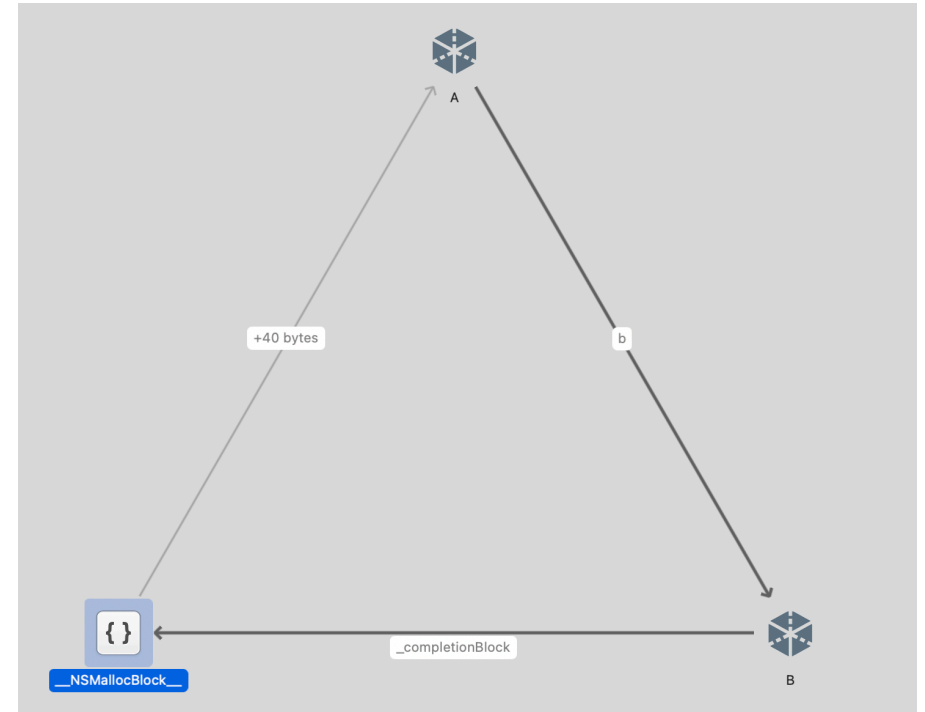 A
+40 bytes
b
{ }
_completionBlock
__NSMallocBlock__
B